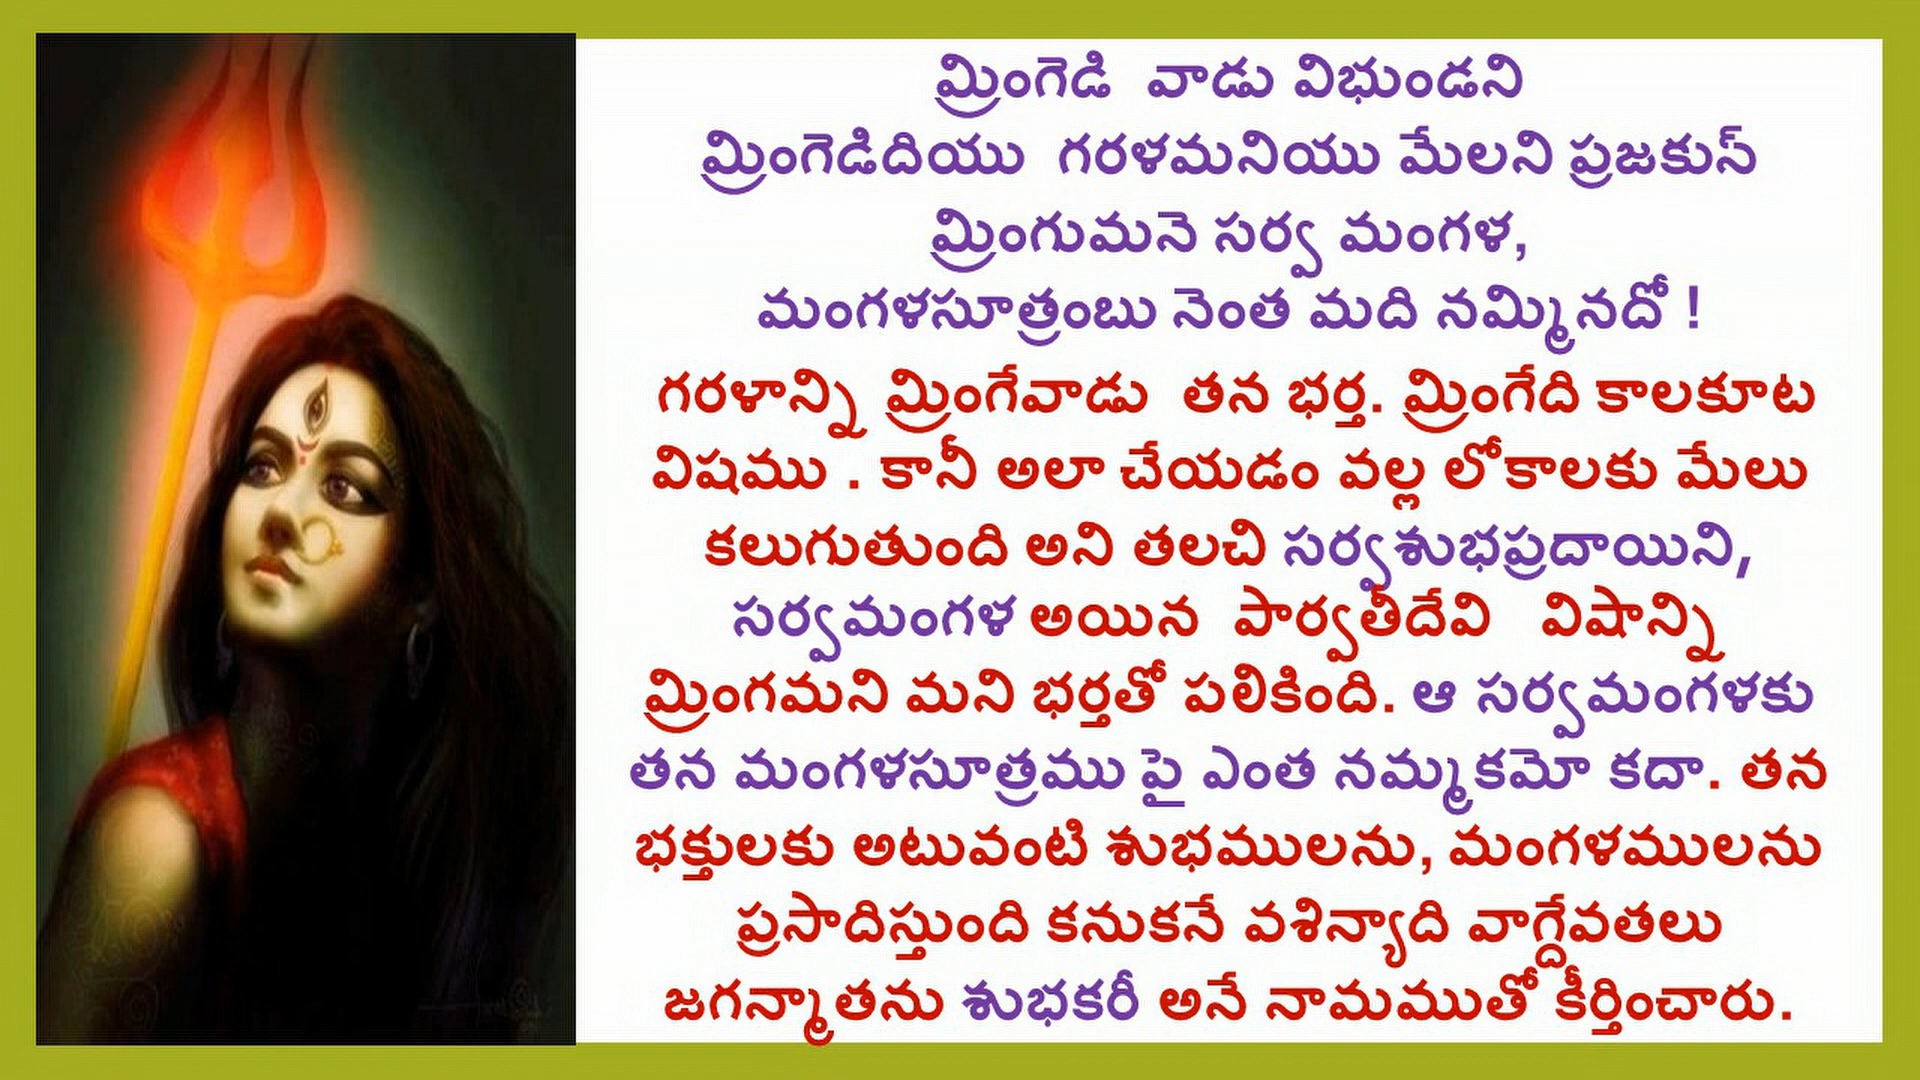 మ్రింగెడి వాడు విభుండని
మ్రింగెడిదియు గరళమనియు మేలని ప్రజకున్
మ్రింగుమనె సర్వ మంగళ,
మంగళసూత్రంబు నెంత మది నమ్మినదో !
గరళాన్ని మ్రింగేవాడు తన భర్త. మ్రింగేది కాలకూట
విషము . కానీ అలా చేయడం వల్ల లోకాలకు మేలు
కలుగుతుంది అని తలచి సర్వశుభప్రదాయిని,
సర్వమంగళ అయిన పార్వతీదేవి విషాన్ని
మ్రింగమని మని భర్తతో పలికింది. ఆ సర్వమంగళకు
తన మంగళసూత్రము పై ఎంత నమ్మకమో కదా. తన
భక్తులకు అటువంటి శుభములను, మంగళములను
ప్రసాదిస్తుంది కనుకనే వశిన్యాది వాగ్దేవతలు
జగన్మాతను శుభకరీ అనే నామముతో కీర్తించారు.